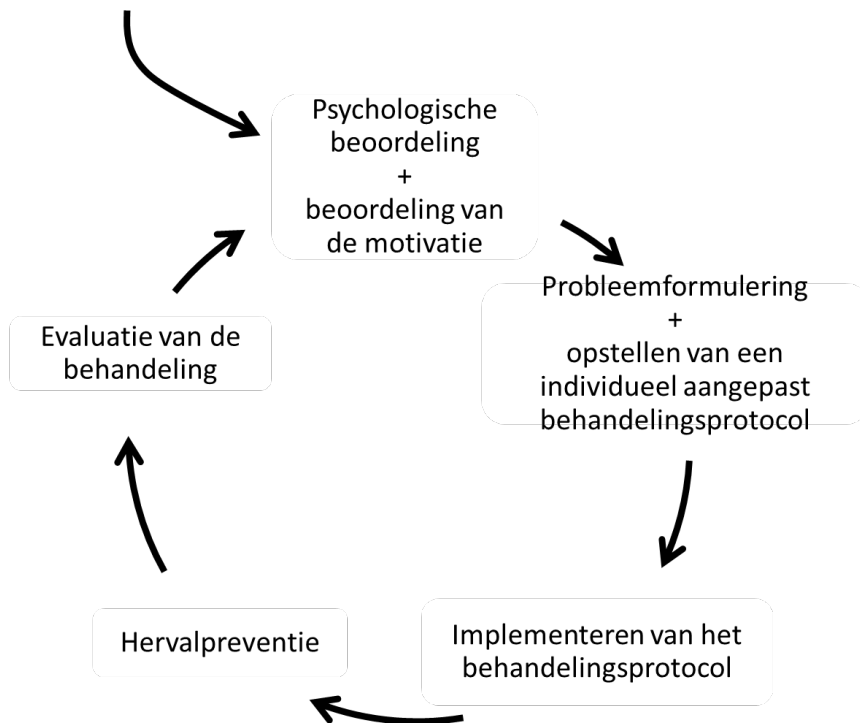 Psychologische
beoordeling
+
beoordeling van
de motivatie
Probleemformulering
+
opstellen van een
individueel aangepast
behandelingsprotocol
Implementeren van het
behandelingsprotocol
Hervalpreventie
Evaluatie van de
behandeling